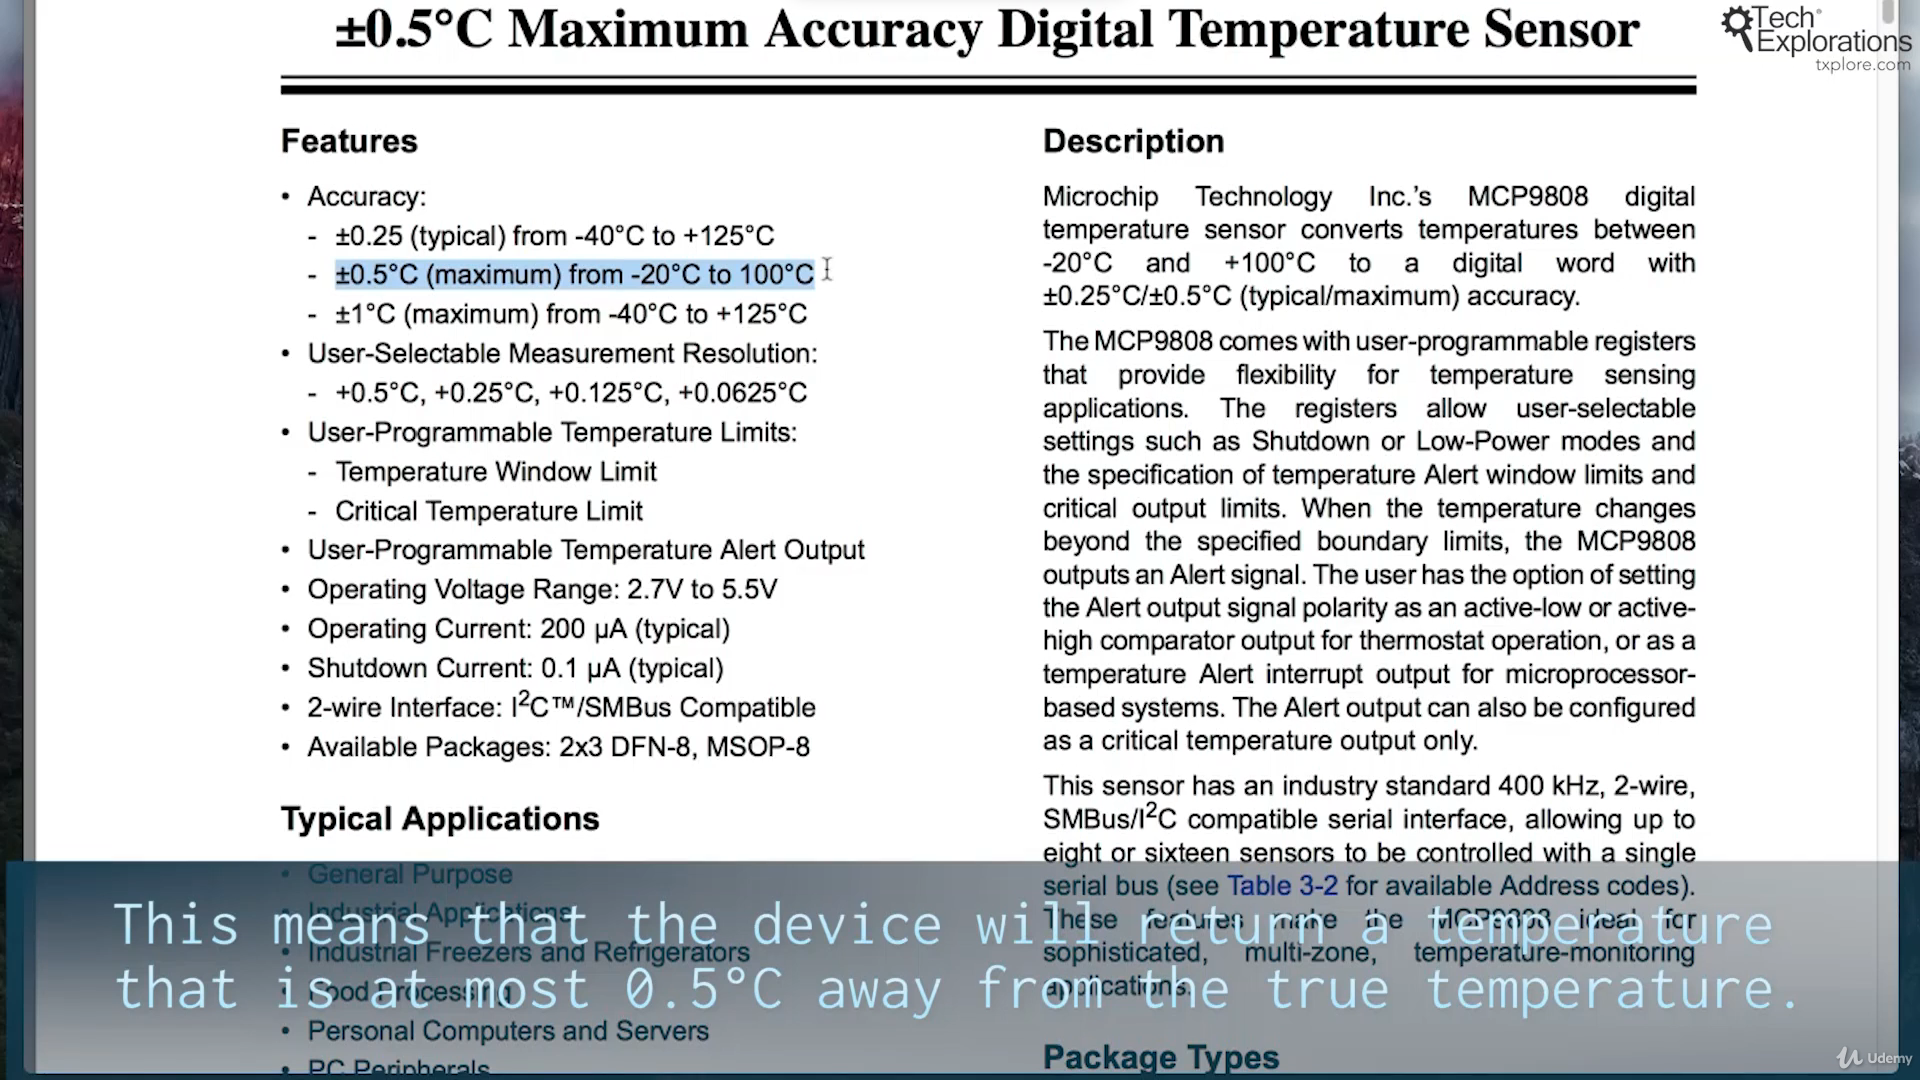 ±0.5°C Maximum Accuracy Digital Temperature Sensor
Tech
Explorations
txplore.com
Features
• Accuracy:
- ±0.25 (typical) from -40°C to +125°C
- ±0.5°C (maximum) from -20°C to 100°C
- ±1°C (maximum) from -40°C to +125°C
• User-Selectable Measurement Resolution:
- +0.5°C, +0.25°C, +0.125°C, +0.0625°C
• User-Programmable Temperature Limits:
- Temperature Window Limit
- Critical Temperature Limit
• User-Programmable Temperature Alert Output
• Operating Voltage Range: 2.7V to 5.5V
• Operating Current: 200 µA (typical)
• Shutdown Current: 0.1 µA (typical)
• 2-wire Interface: I²C™/SMBus Compatible
• Available Packages: 2x3 DFN-8, MSOP-8
Typical Applications
• General Purpose
• Industrial Applications
• Industrial Freezers and Refrigerators
• Food Processing
• Personal Computers and Servers
• PC Peripherals
Description
Microchip Technology Inc.'s MCP9808 digital
temperature sensor converts temperatures between
-20°C and +100°C to a digital word with
±0.25°C/±0.5°C (typical/maximum) accuracy.
The MCP9808 comes with user-programmable registers
that provide flexibility for temperature sensing
applications. The registers allow user-selectable
settings such as Shutdown or Low-Power modes and
the specification of temperature Alert window limits and
critical output limits. When the temperature changes
beyond the specified boundary limits, the MCP9808
outputs an Alert signal. The user has the option of setting
the Alert output signal polarity as an active-low or active-
high comparator output for thermostat operation, or as a
temperature Alert interrupt output for microprocessor-
based systems. The Alert output can also be configured
as a critical temperature output only.
This sensor has an industry standard 400 kHz, 2-wire,
SMBus/I²C compatible serial interface, allowing up to
eight or sixteen sensors to be controlled with a single
serial bus (see Table 3-2 for available Address codes).
These features make the MCP9808 ideal for
sophisticated, multi-zone, temperature-monitoring
applications.
Package Types
This means that the device will return a temperature
that is at most 0.5°C away from the true temperature.
Udemy